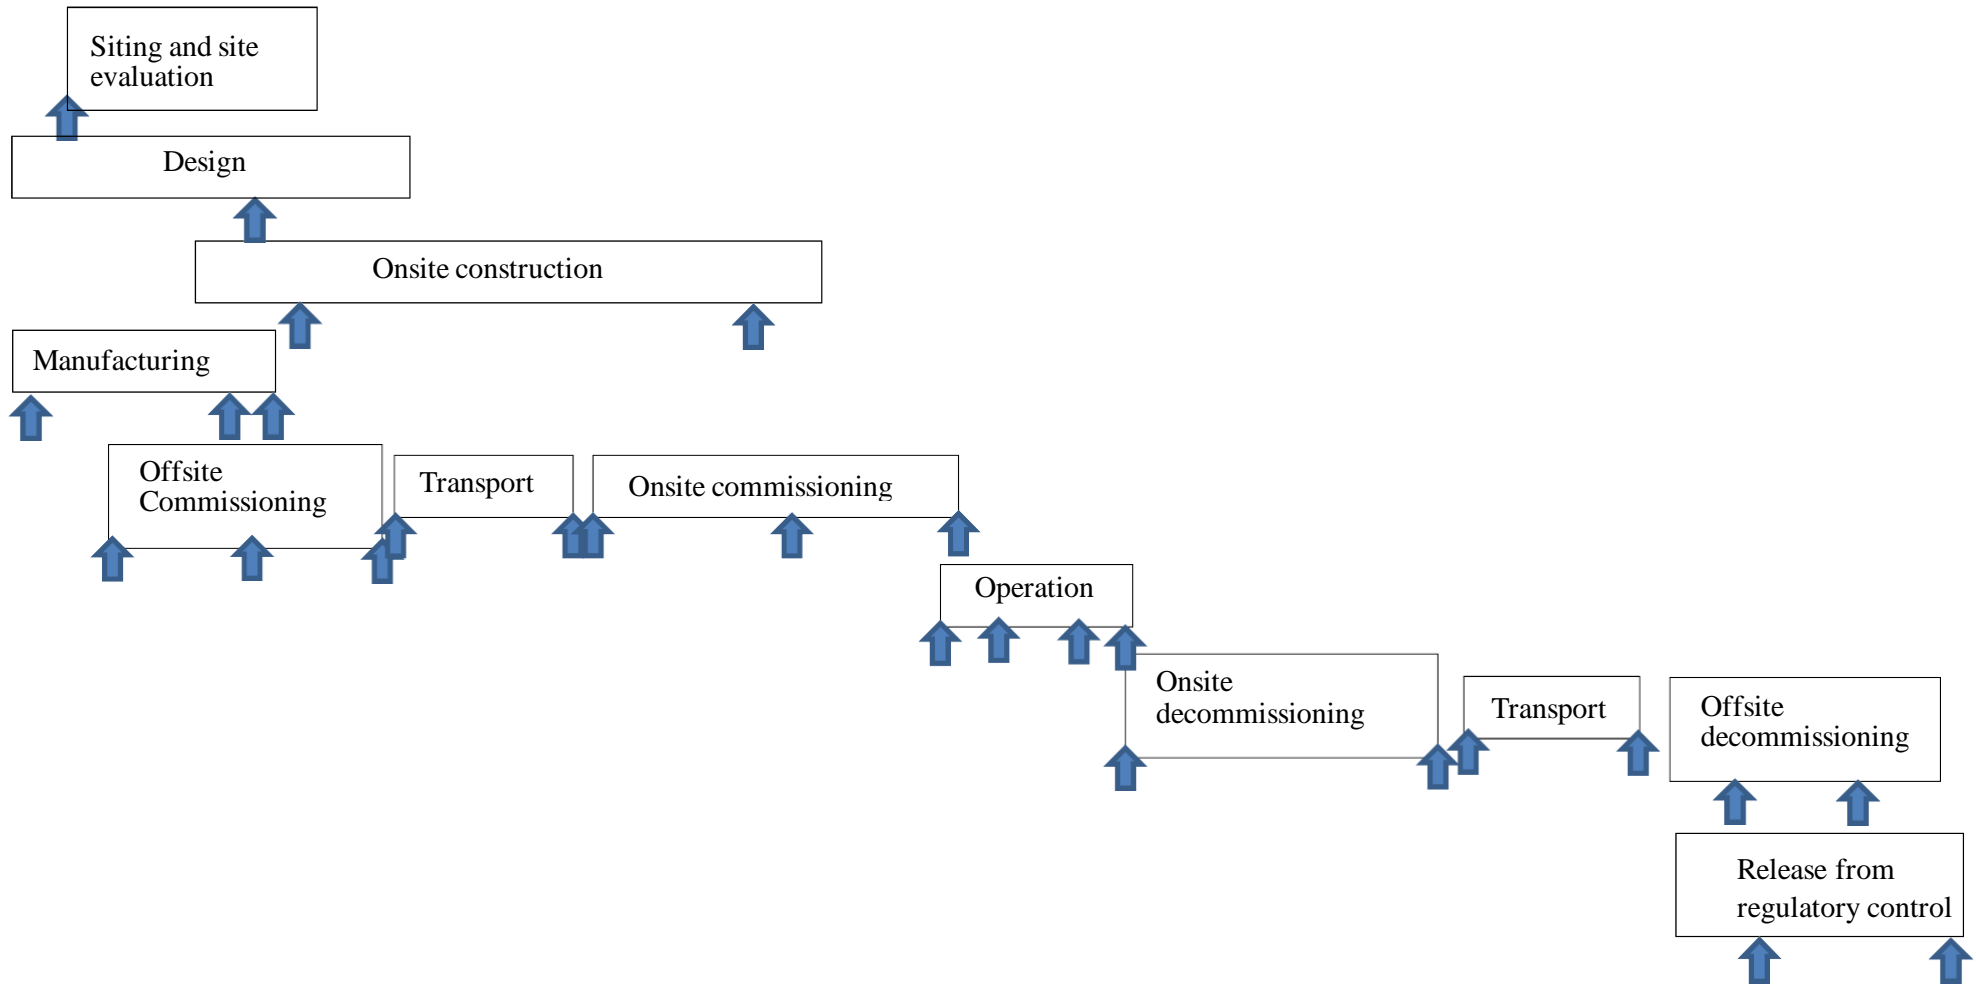 Siting and site
evaluation
Design
Onsite construction
Manufacturing
Offsite
Commissioning
Transport
Onsite commissioning
Operation
Onsite
decommissioning
Transport
Offsite
decommissioning
Release from
regulatory control